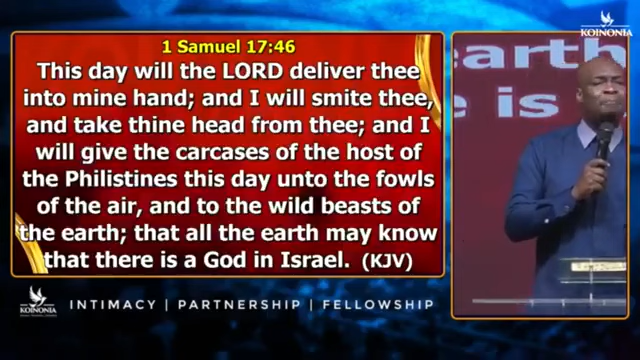 1 Samuel 17:46
This day will the LORD deliver thee
into mine hand; and I will smite thee,
and take thine head from thee; and I
will give the carcases of the host of
the Philistines this day unto the fowls
of the air, and to the wild beasts of
the earth; that all the earth may know
that there is a God in Israel. (KJV)
KOINONIA
earth
e is
KOINONIA
INTIMACY | PARTNERSHIP | FELLOWSHIP